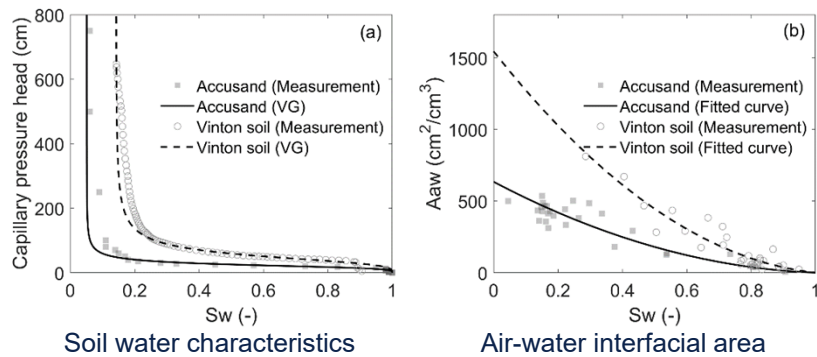 (a)
Capillary pressure head (cm)
800
600
400
200
0
Accusand (Measurement)
Accusand (VG)
Vinton soil (Measurement)
Vinton soil (VG)
0 0.2 0.4 0.6 0.8 1
Sw (-)
Soil water characteristics
(b)
Aaw (cm²/cm³)
1500
1000
500
0
Accusand (Measurement)
Accusand (Fitted curve)
Vinton soil (Measurement)
Vinton soil (Fitted curve)
0 0.2 0.4 0.6 0.8 1
Sw (-)
Air-water interfacial area